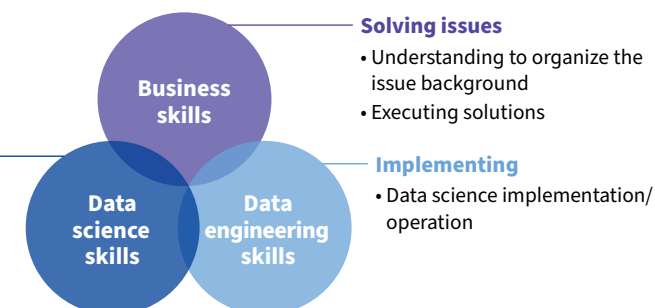 Solving issues
• Understanding to organize the
issue background
• Executing solutions
Business
skills
Implementing
• Data science implementation/
operation
Data
science
skills
Data
engineering
skills